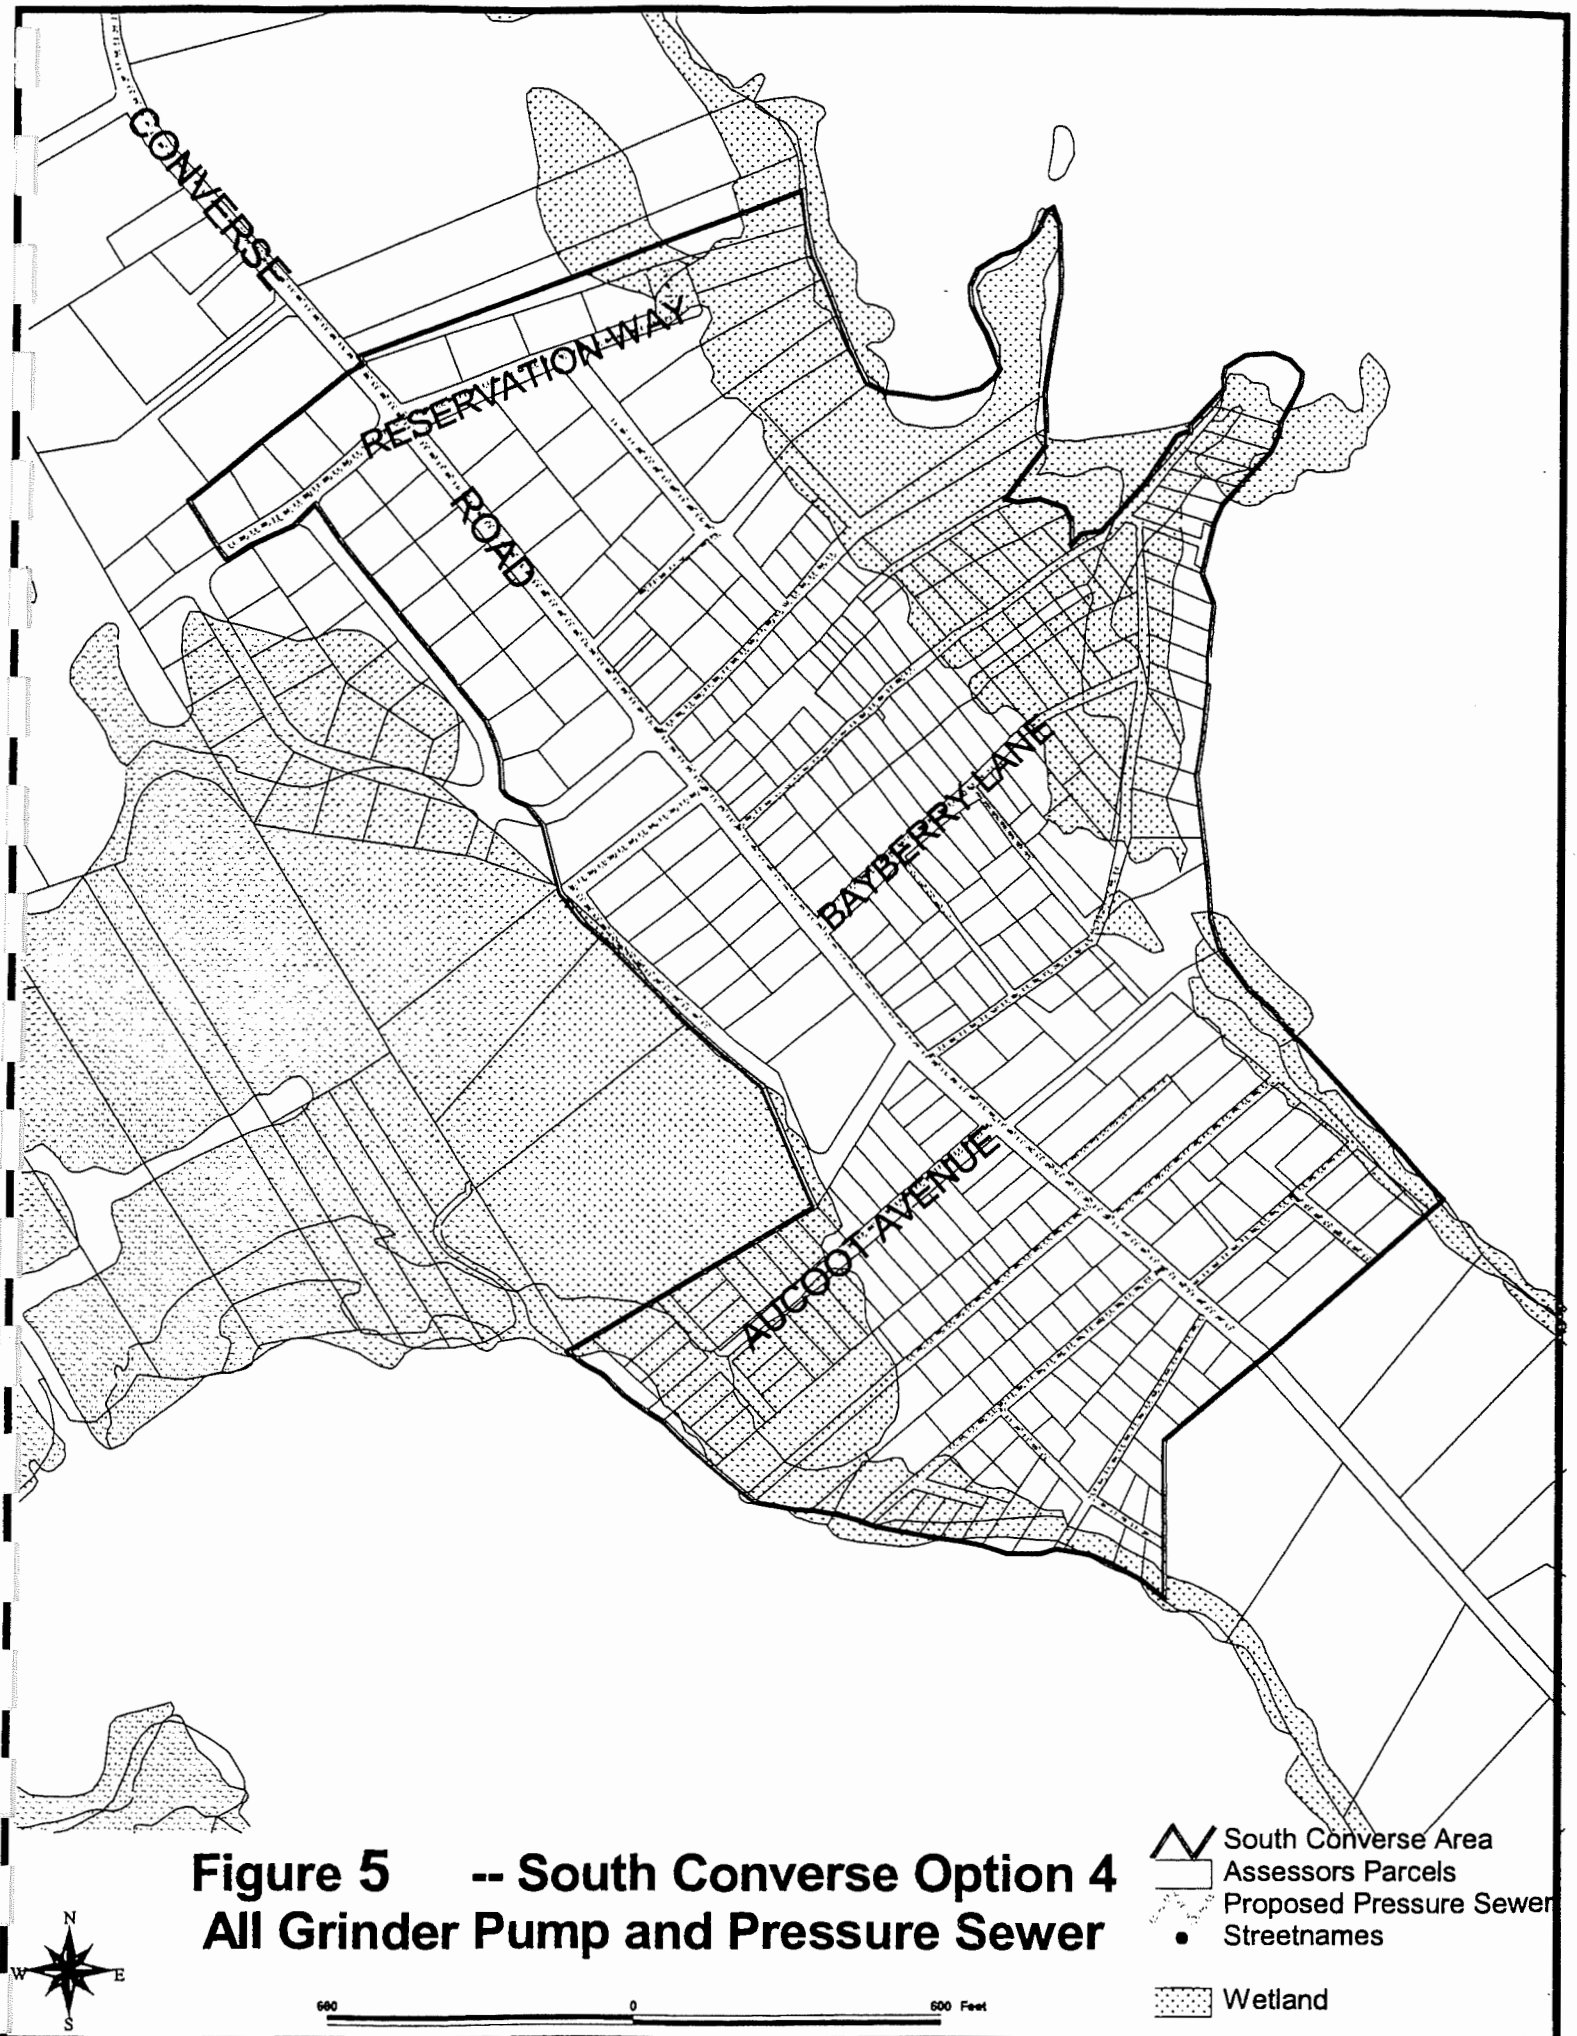 CONVERSE
RESERVATION WAY
ROAD
BAYBERRY LANE
AUCOOT AVENUE
Figure 5 -- South Converse Option 4
All Grinder Pump and Pressure Sewer
South Converse Area
Assessors Parcels
Proposed Pressure Sewer
Streetnames
Wetland
N
W E
S
600 0 600 Feet